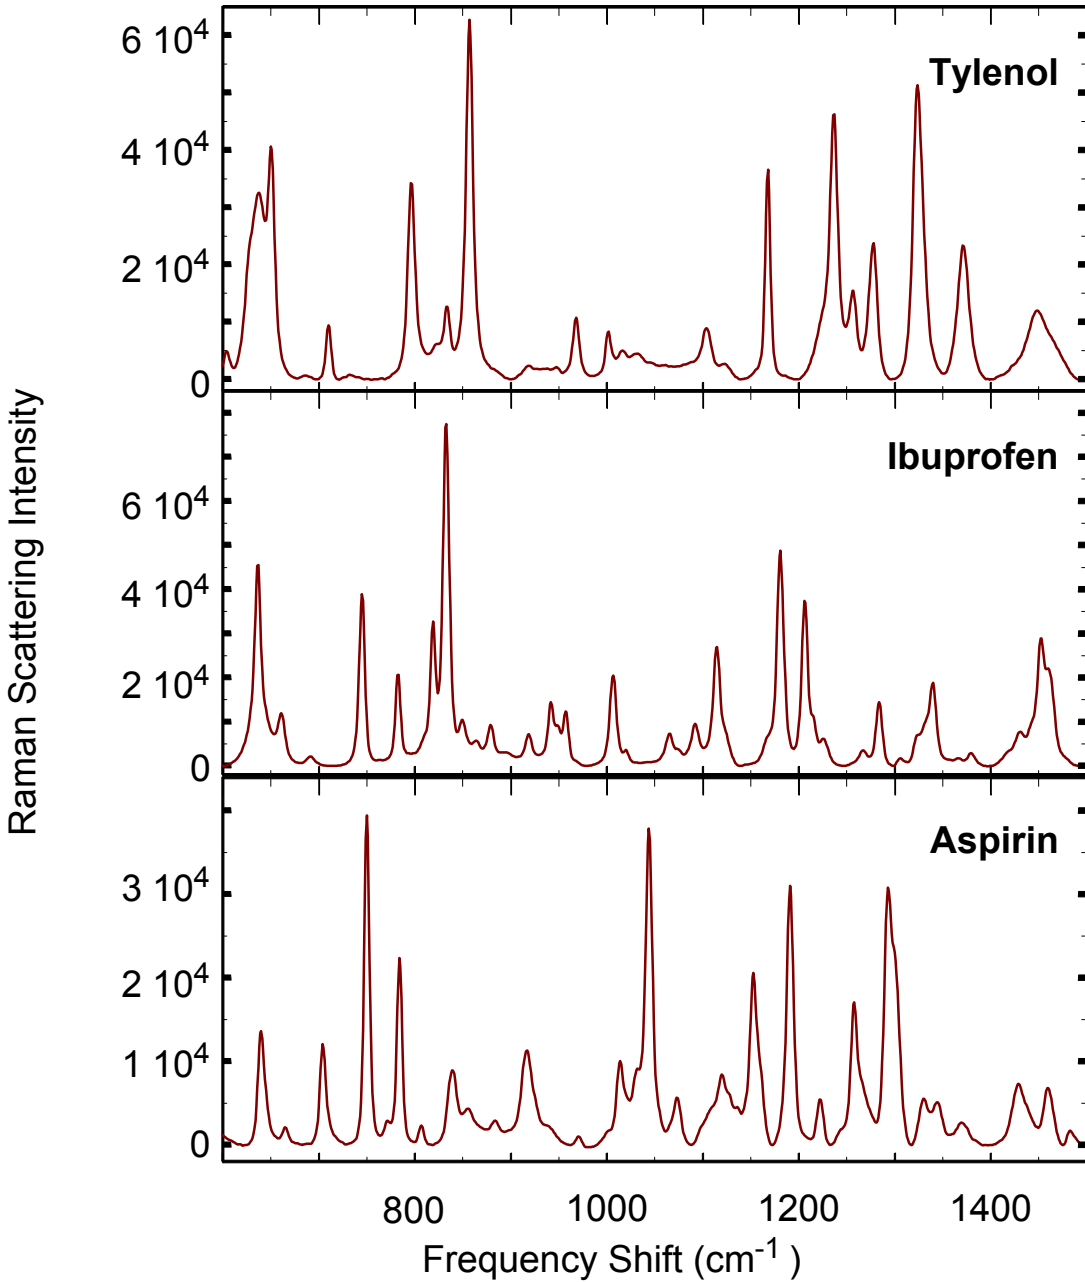 6 10⁴
Tylenol
4 10⁴
2 10⁴
0
Raman Scattering Intensity
Ibuprofen
6 10⁴
4 10⁴
2 10⁴
0
Aspirin
3 10⁴
2 10⁴
1 10⁴
0
800 1000 1200 1400
Frequency Shift (cm⁻¹ )